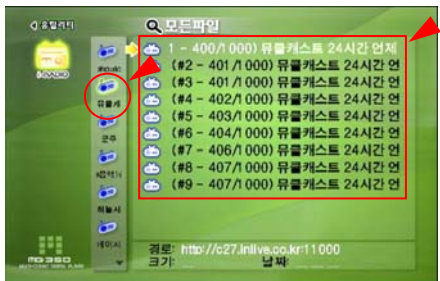 유틸리티
모든파일
i-RADIO
1 - 400/1000) 뮤클캐스트 24시간 언제
(#2 - 401/1000) 뮤클캐스트 24시간 언
(#3 - 401/1000) 뮤클캐스트 24시간 언
뮤클캐
(#4 - 402/1000) 뮤클캐스트 24시간 언
(#5 - 403/1000) 뮤클캐스트 24시간 언
(#6 - 404/1000) 뮤클캐스트 24시간 언
(#7 - 406/1000) 뮤클캐스트 24시간 언
(#8 - 407/1000) 뮤클캐스트 24시간 언
(#9 - 407/1000) 뮤클캐스트 24시간 언
하늘사
경로: http://c27.inlive.co.kr:11000
크기: 날짜:
MG350